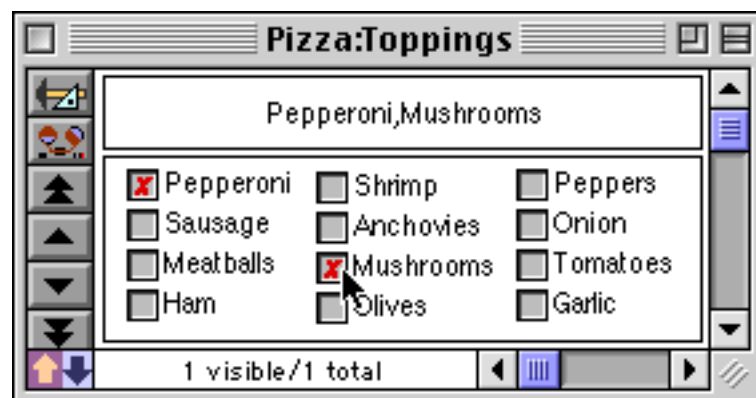 Pizza:Toppings
Pepperoni,Mushrooms
Pepperoni Shrimp Peppers
Sausage Anchovies Onion
Meatballs Mushrooms Tomatoes
Ham Olives Garlic
1 visible/1 total